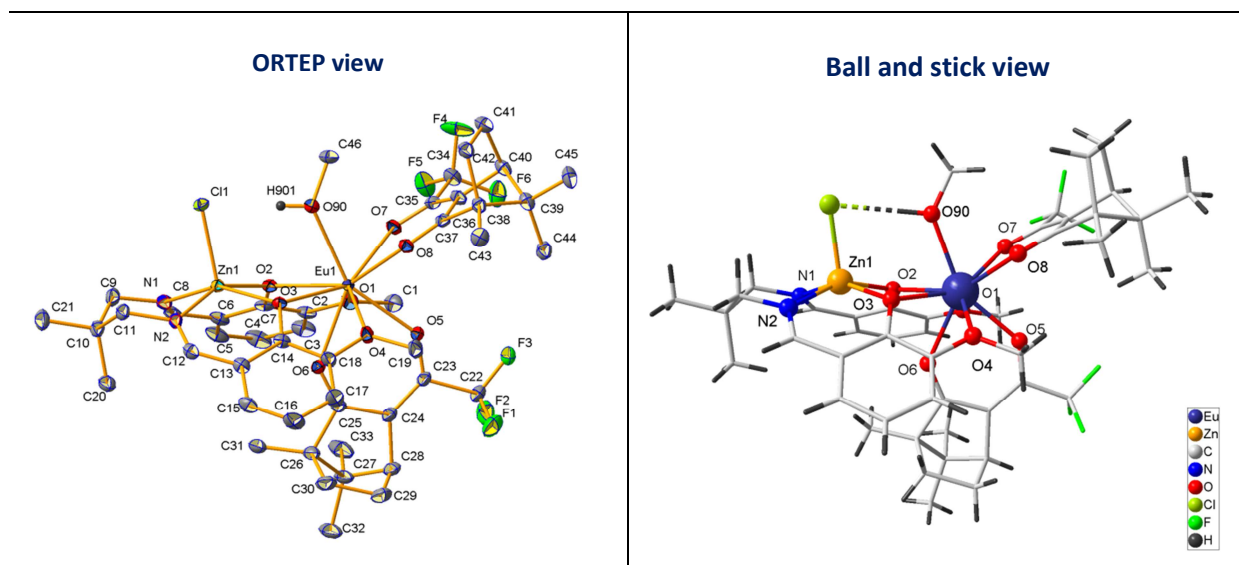 ORTEP view
C41
F4
C34
C42
C40
C45
C46
F5
F6
C35
H901
O90
C39
Cl1
O7
C36
C38
C37
C44
O8
C43
Zn1
O2
Eu1
N1
C8
C9
O3
O1
C1
C21
C6
C2
C7
C11
N2
C4
O5
C10
C5
C3
O4
C14
C19
F3
C12
C18
C23
C13
O6
C22
C20
C17
F2
C15
C16
F1
C24
C25
C31
C33
C26
C28
C27
C30
C29
C32
Ball and stick view
O90
O7
Zn1
O8
N1
O2
O1
N2
O3
O5
O4
O6
Eu
Zn
C
N
O
Cl
F
H